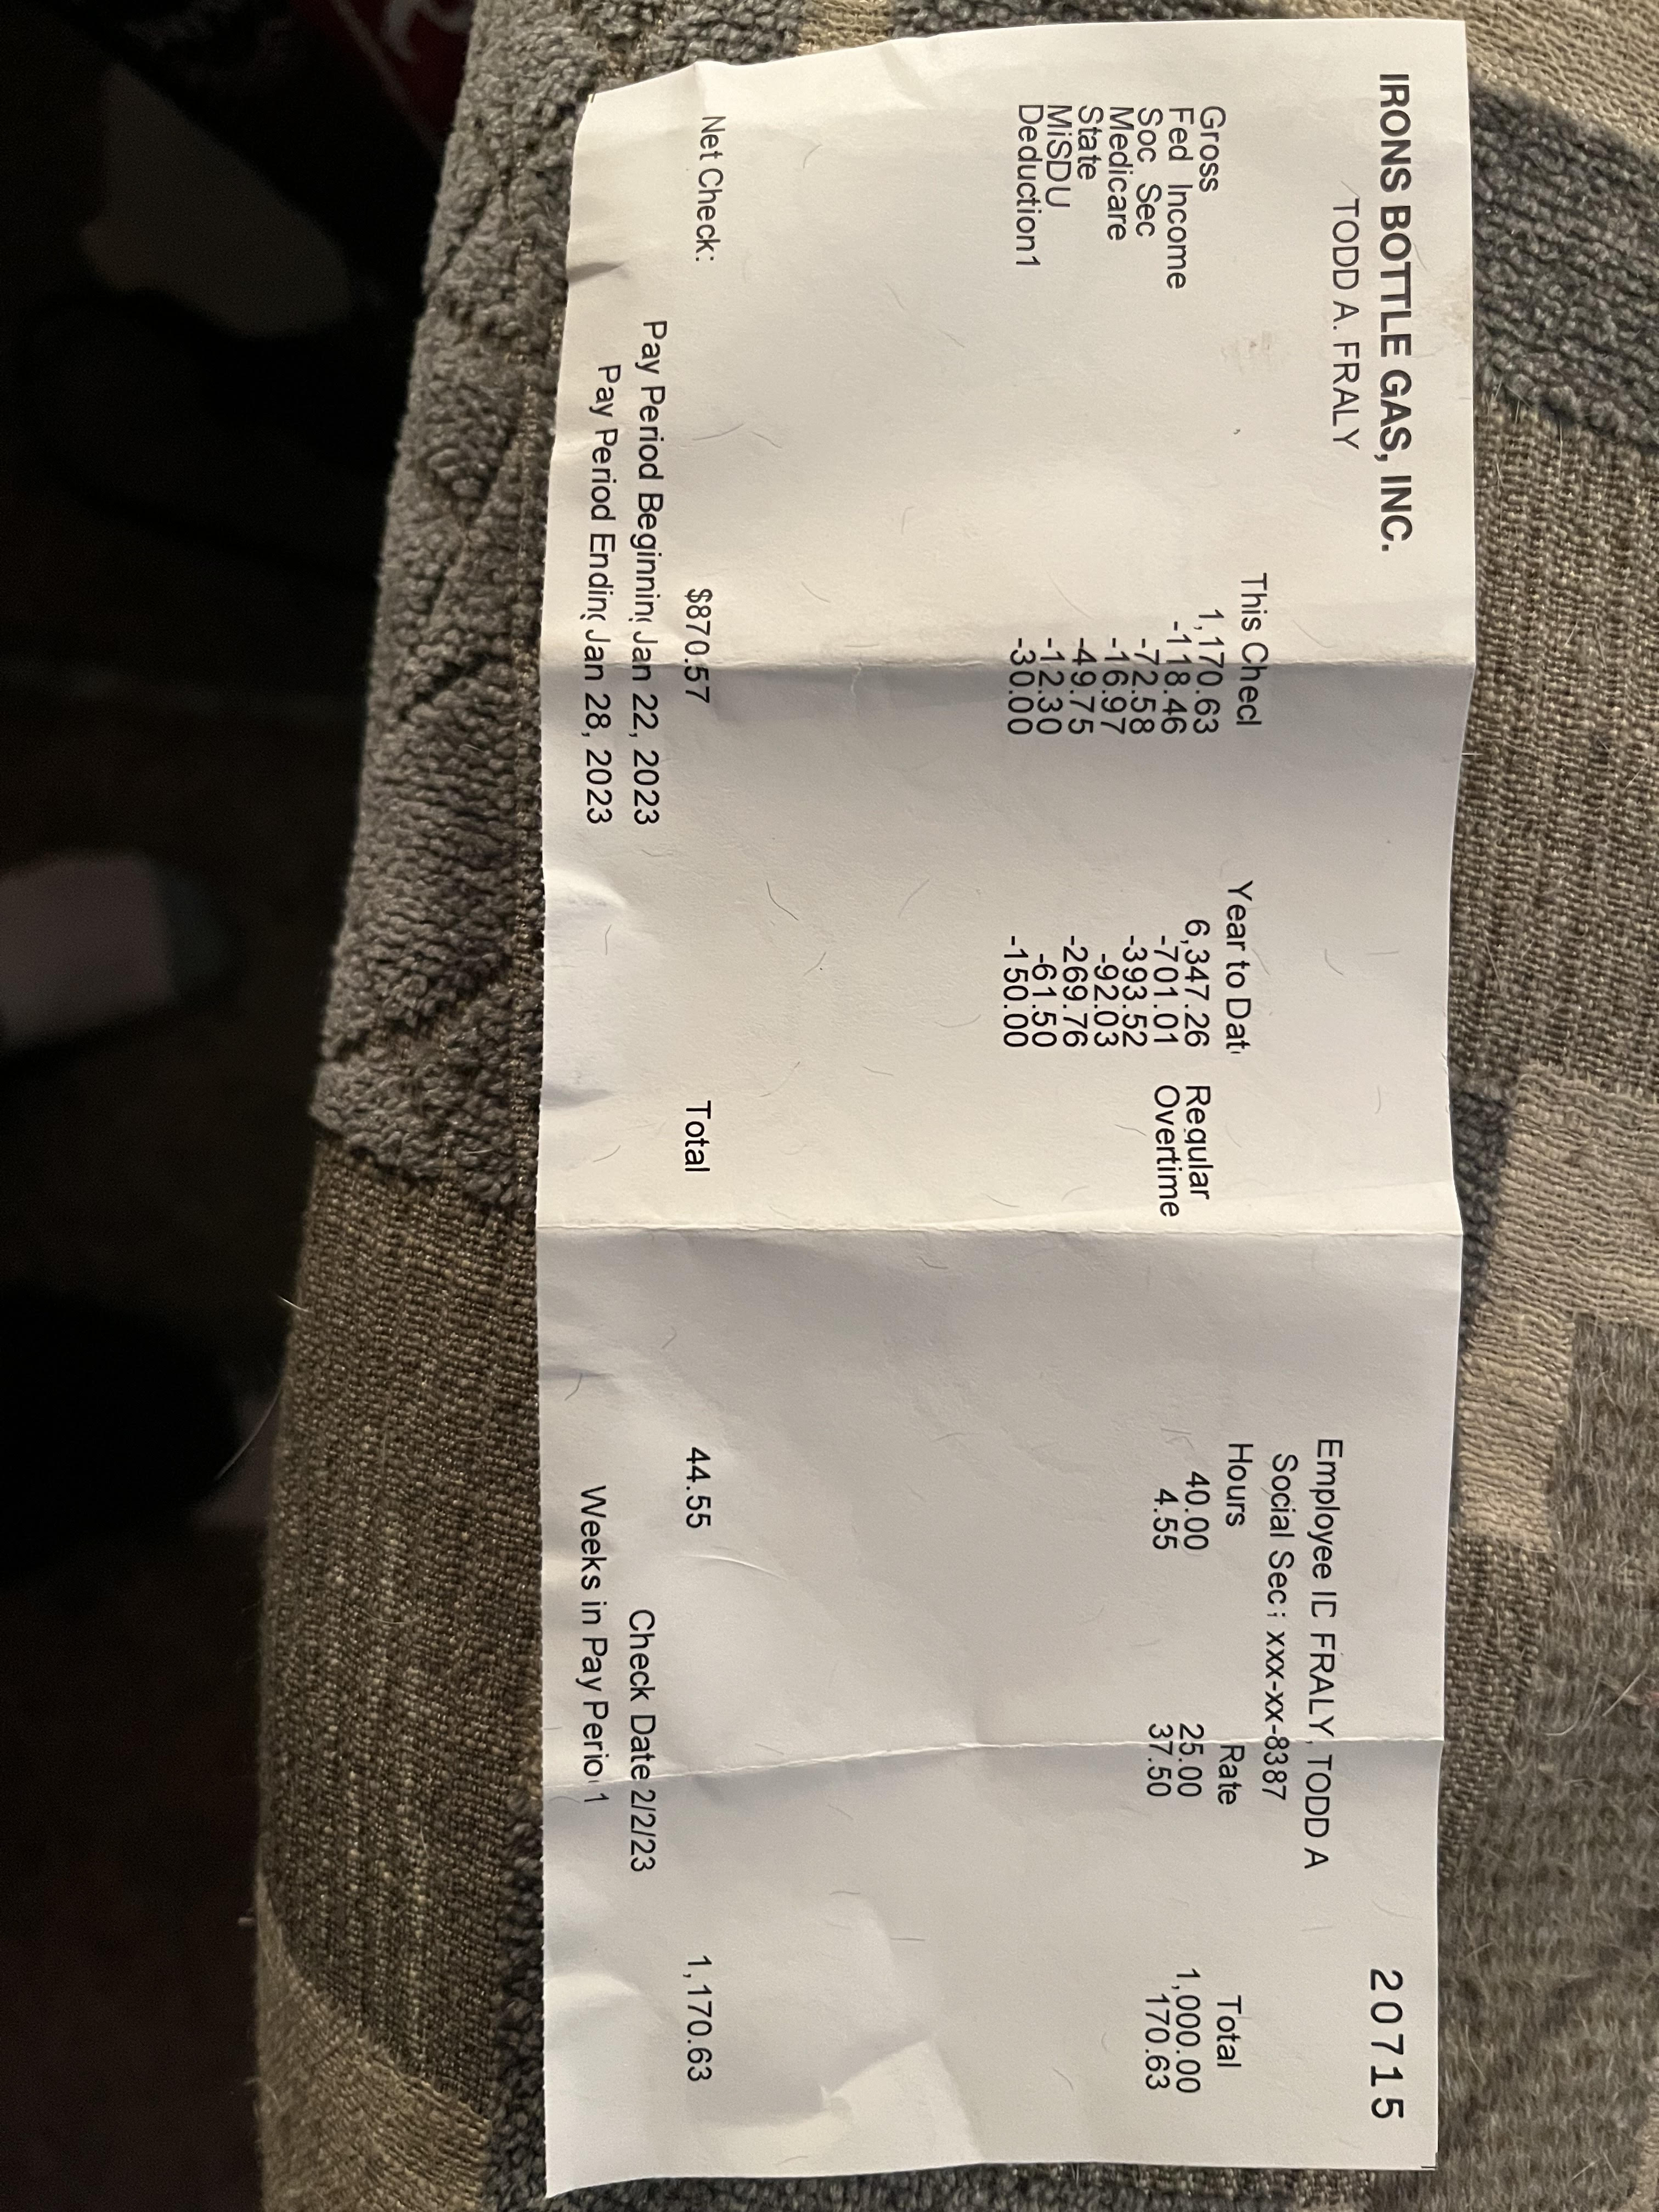 IRONS BOTTLE GAS, INC. 20715
TODD A. FRALY Employee ID FRALY, TODD A
Social Sec xxx-xx-8387
This Checl Year to Dat Hours Rate Total
Gross 1,170.63 6,347.26 Regular 40.00 25.00 1,000.00
Fed Income -118.46 -701.01 Overtime 4.55 37.50 170.63
Soc Sec -72.58 -393.52
Medicare -16.97 -92.03
State -49.75 -269.76
MiSDU -12.30 -61.50
Deduction1 -30.00 -150.00
Net Check: $870.57 Total 44.55 1,170.63
Pay Period Beginning Jan 22, 2023 Check Date 2/2/23
Pay Period Ending Jan 28, 2023 Weeks in Pay Perio 1